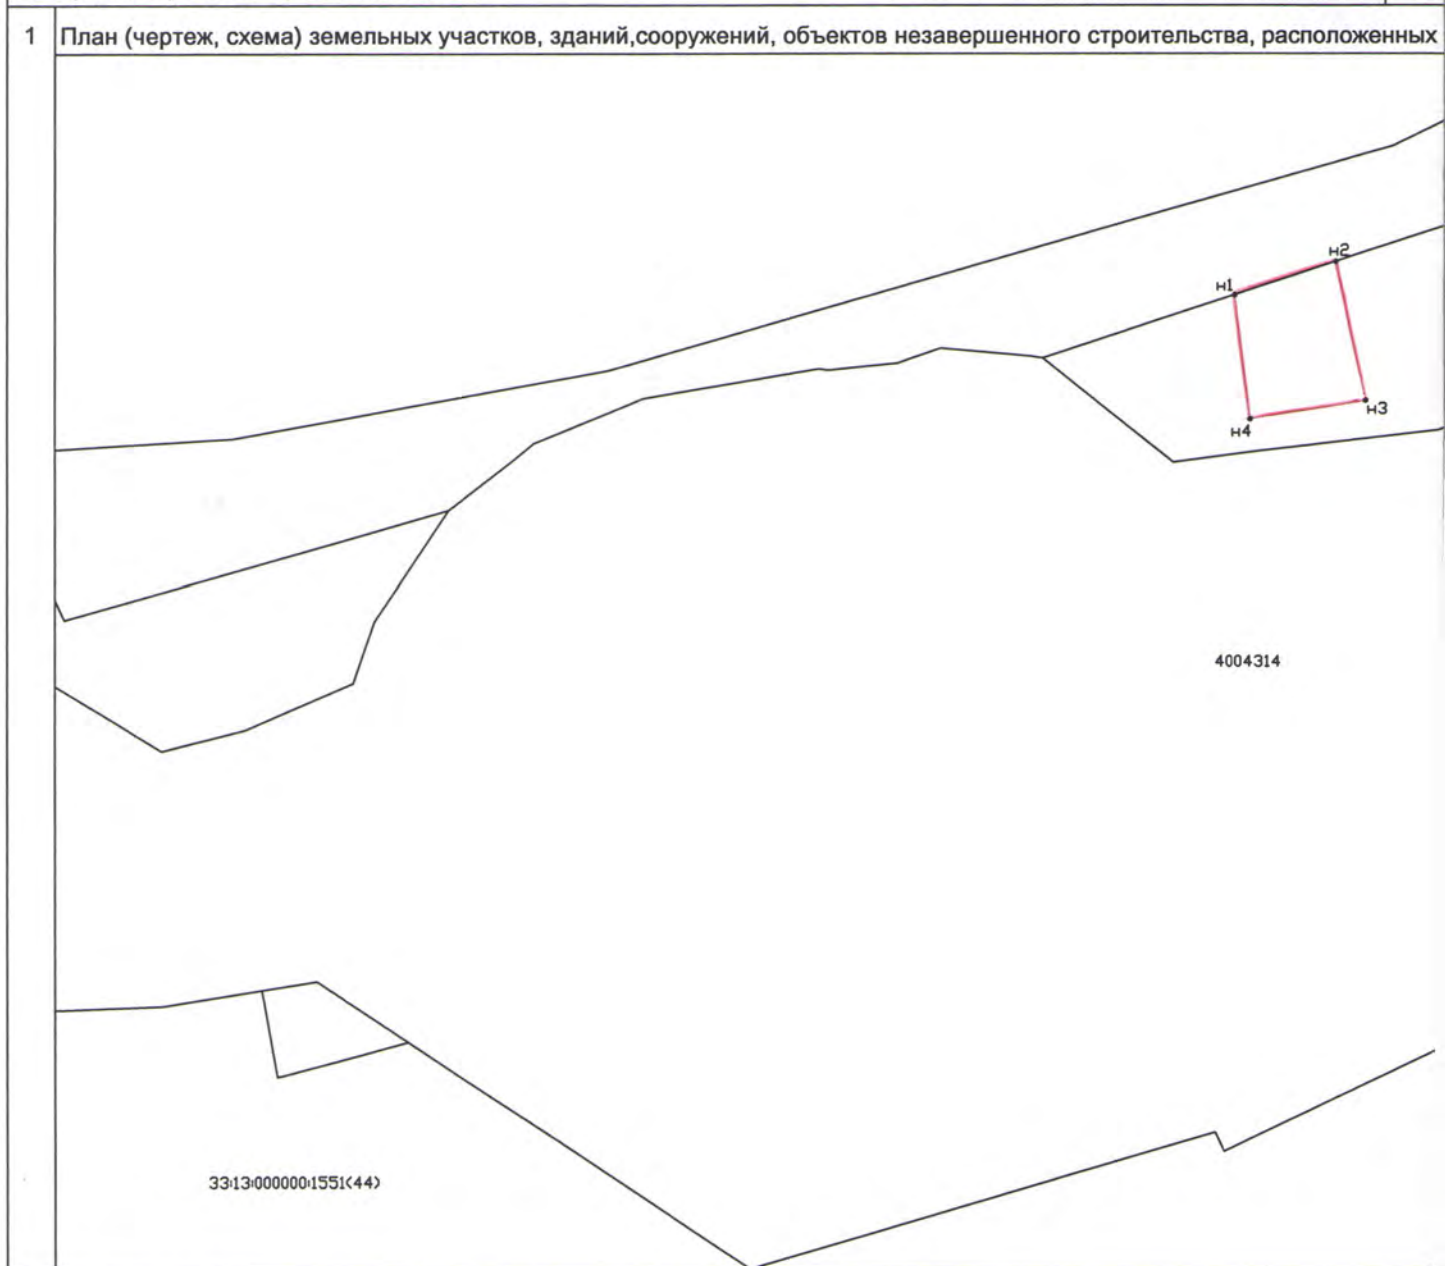 1
План (чертеж, схема) земельных участков, зданий,сооружений, объектов незавершенного строительства, расположенных
н2
н1
н3
н4
4004314
33:13:000000:1551(44)